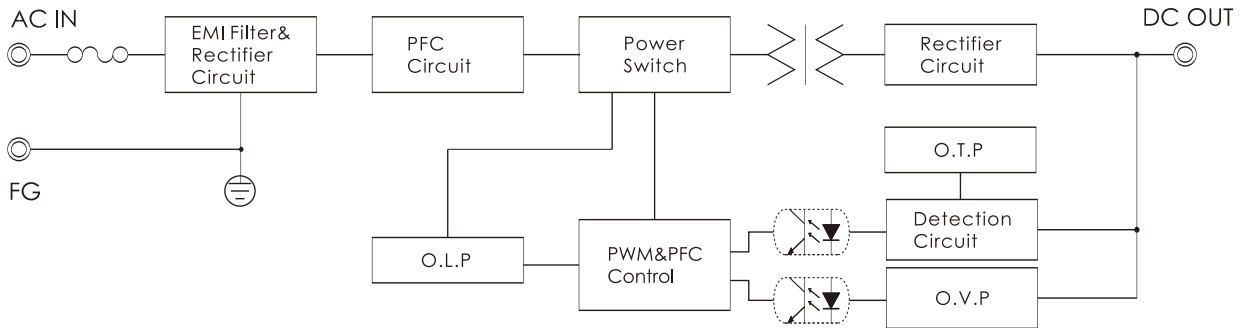 AC IN
EMI Filter&
Rectifier
Circuit
PFC
Circuit
Power
Switch
Rectifier
Circuit
DC OUT
FG
O.T.P
Detection
Circuit
O.L.P
PWM&PFC
Control
O.V.P